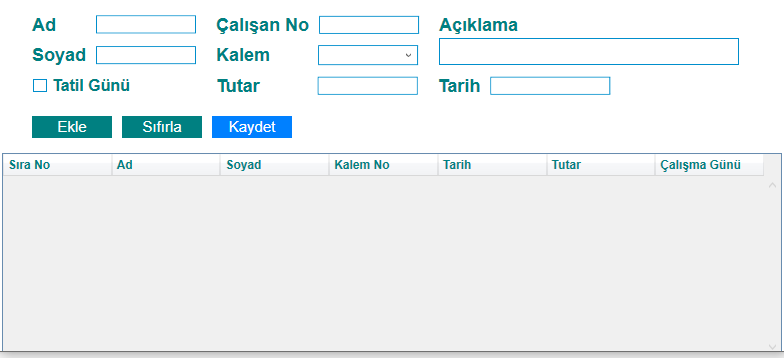 Ad Çalışan No Açıklama
Soyad Kalem
Tatil Günü Tutar Tarih
Ekle Sıfırla Kaydet
Sıra No Ad Soyad Kalem No Tarih Tutar Çalışma Günü